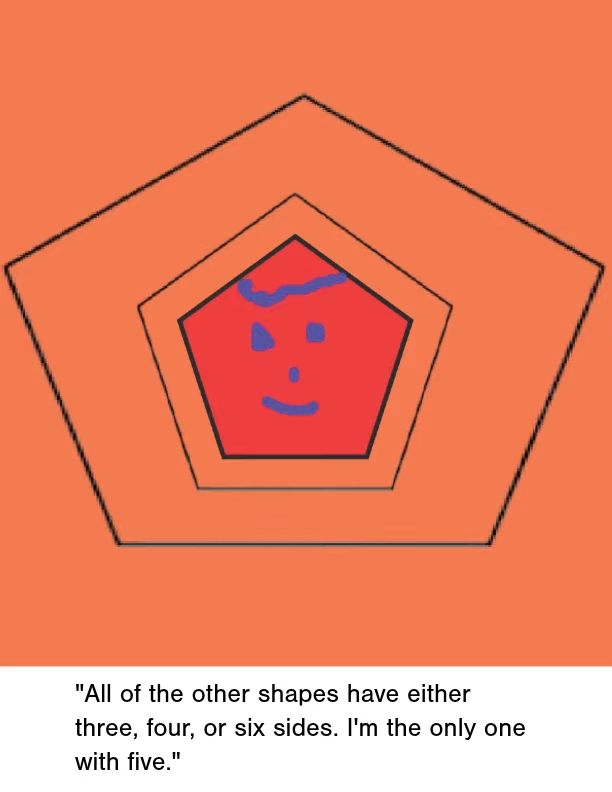 "All of the other shapes have either
three, four, or six sides. I'm the only one
with five."